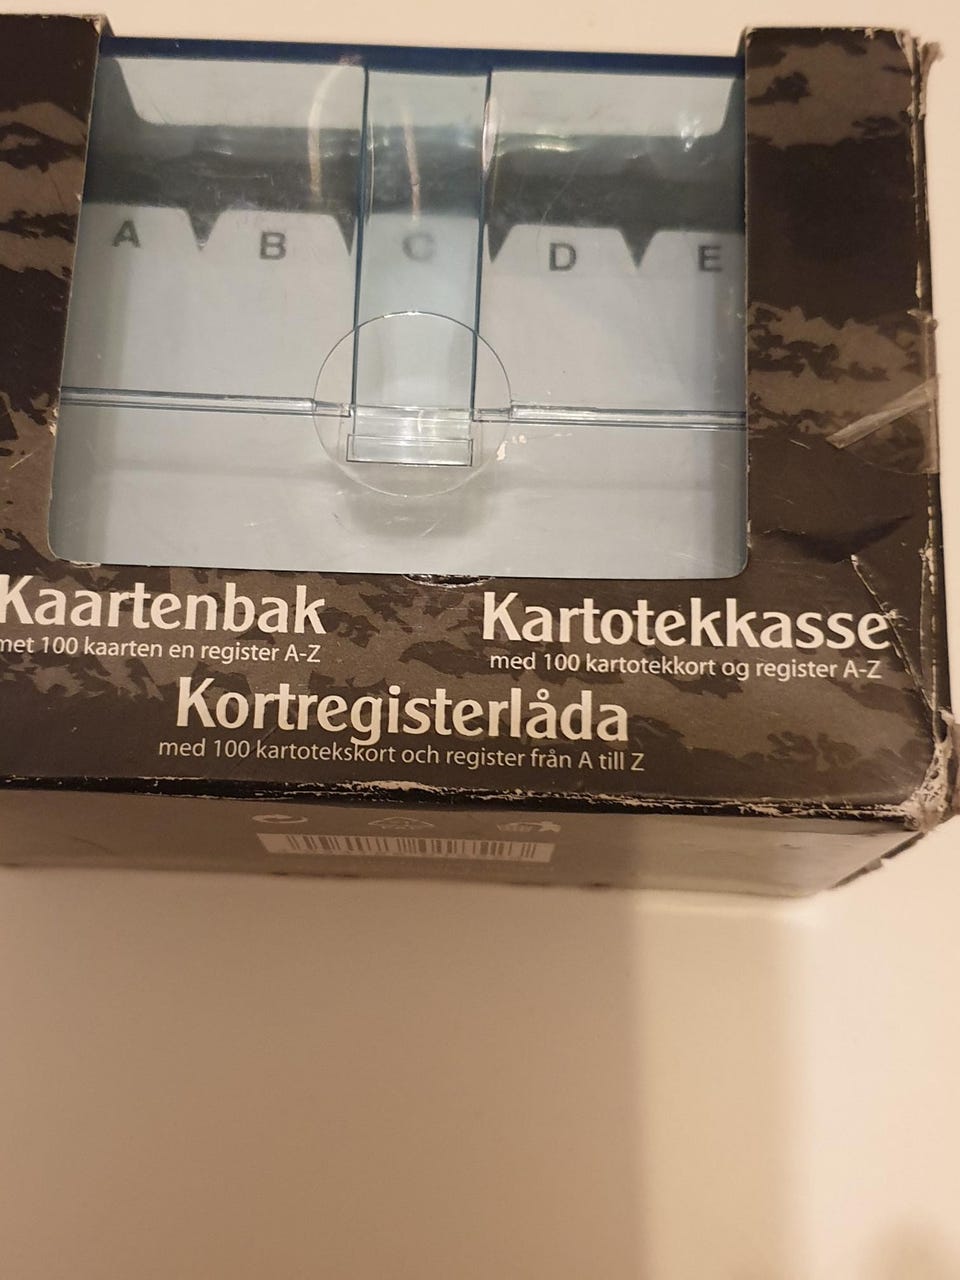 A B C D E
Kaartenbak
met 100 kaarten en register A-Z
Kartotekkasse
med 100 kartotekkort og register A-Z
Kortregisterlåda
med 100 kartotekskort och register från A till Z